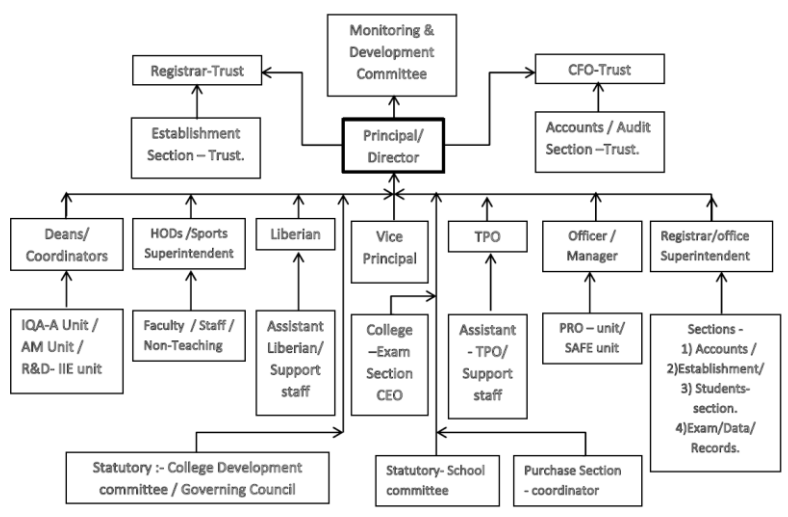 Monitoring &
Development
Committee
Registrar-Trust
CFO-Trust
Establishment
Section – Trust.
Principal/
Director
Accounts / Audit
Section –Trust.
Deans/
Coordinators
HODs /Sports
Superintendent
Liberian
Vice
Principal
TPO
Officer /
Manager
Registrar/office
Superintendent
IQA-A Unit /
AM Unit /
R&D- IIE unit
Faculty / Staff /
Non-Teaching
Assistant
Liberian/
Support
staff
College
–Exam
Section
CEO
Assistant
- TPO/
Support
staff
PRO – unit/
SAFE unit
Sections -
1) Accounts /
2)Establishment/
3) Students-
section.
4)Exam/Data/
Records.
Statutory :- College Development
committee / Governing Council
Statutory- School
committee
Purchase Section
- coordinator